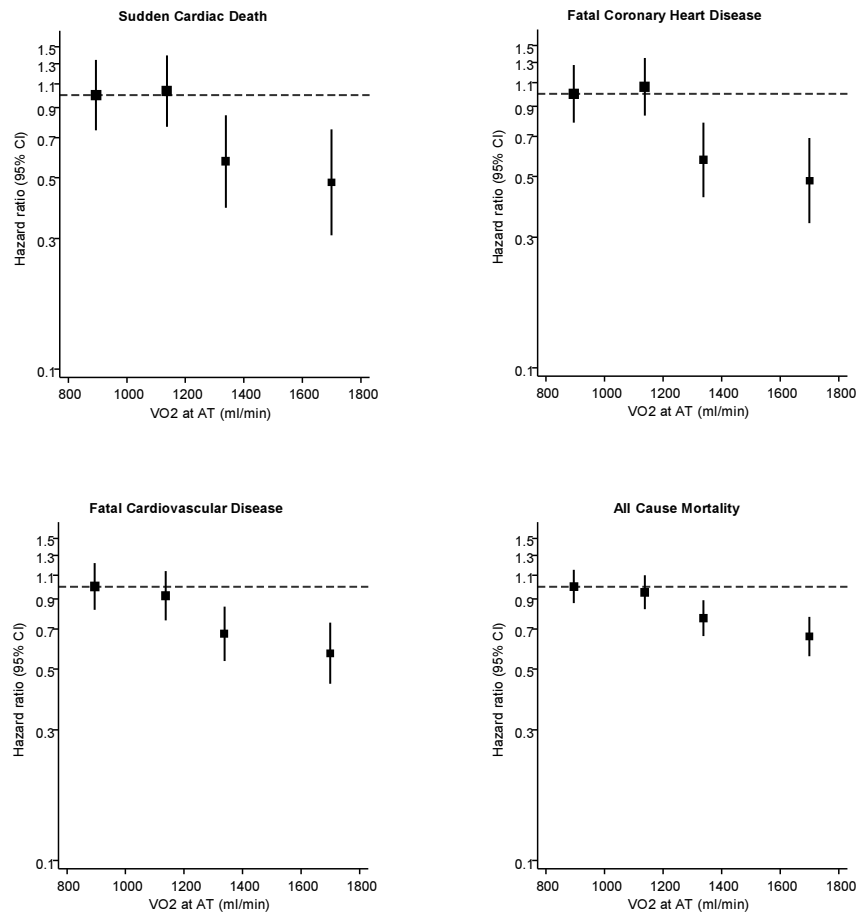 Sudden Cardiac Death
Hazard ratio (95% CI)
1.5
1.3
1.1
0.9
0.7
0.5
0.3
0.1
800 1000 1200 1400 1600 1800
VO2 at AT (ml/min)
Fatal Coronary Heart Disease
Hazard ratio (95% CI)
1.5
1.3
1.1
0.9
0.7
0.5
0.3
0.1
800 1000 1200 1400 1600 1800
VO2 at AT (ml/min)
Fatal Cardiovascular Disease
Hazard ratio (95% CI)
1.5
1.3
1.1
0.9
0.7
0.5
0.3
0.1
800 1000 1200 1400 1600 1800
VO2 at AT (ml/min)
All Cause Mortality
Hazard ratio (95% CI)
1.5
1.3
1.1
0.9
0.7
0.5
0.3
0.1
800 1000 1200 1400 1600 1800
VO2 at AT (ml/min)